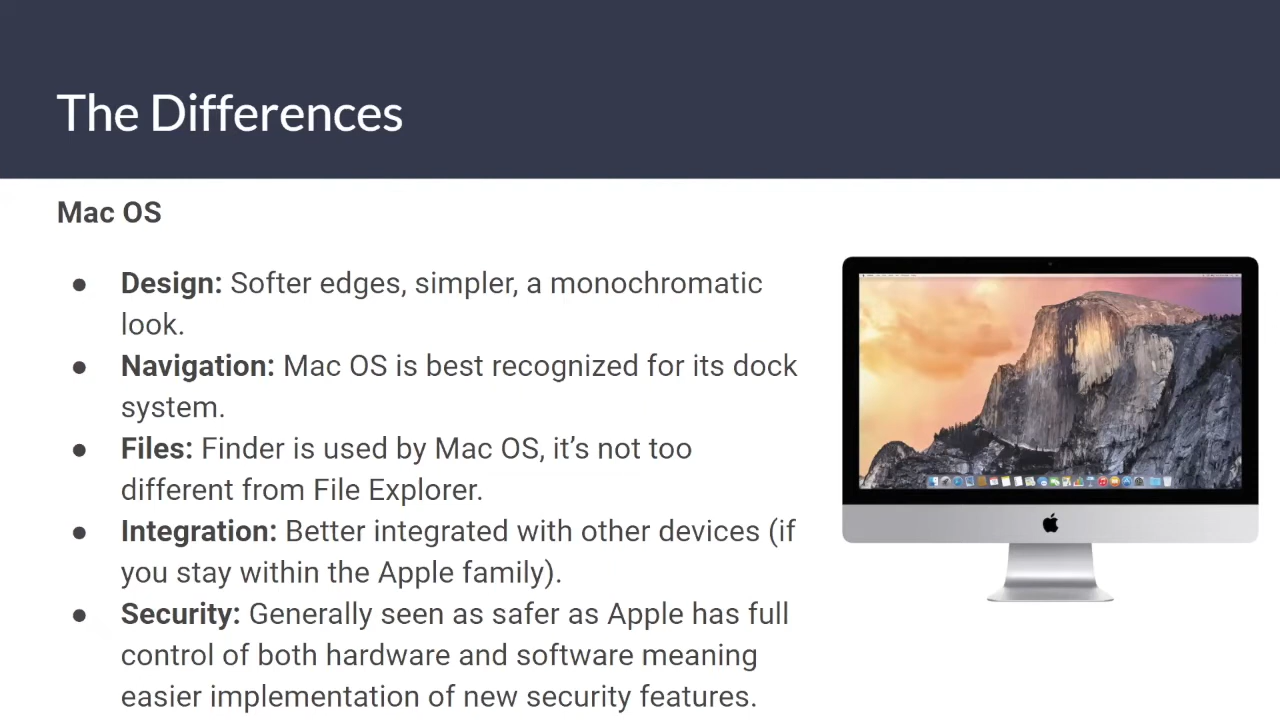 The Differences
Mac OS
● Design: Softer edges, simpler, a monochromatic
look.
● Navigation: Mac OS is best recognized for its dock
system.
● Files: Finder is used by Mac OS, it’s not too
different from File Explorer.
● Integration: Better integrated with other devices (if
you stay within the Apple family).
● Security: Generally seen as safer as Apple has full
control of both hardware and software meaning
easier implementation of new security features.